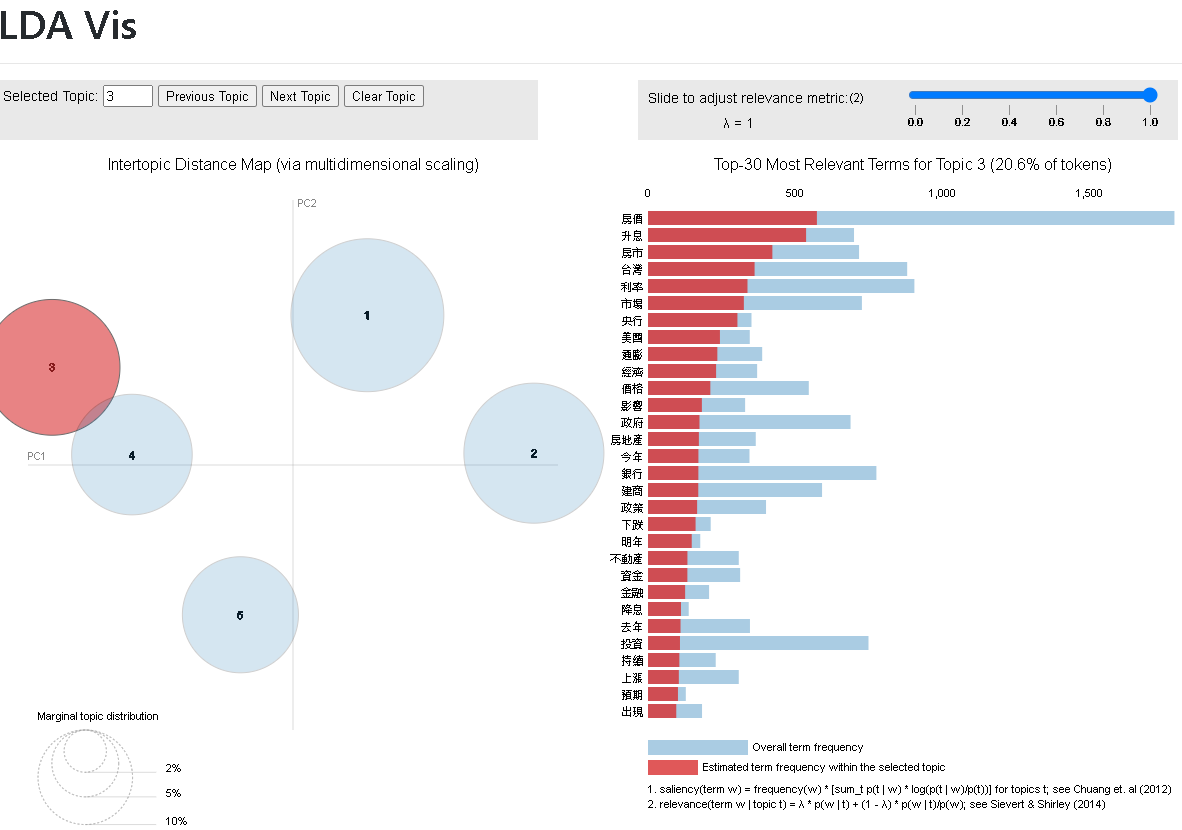 LDA Vis
Selected Topic: 3 Previous Topic Next Topic Clear Topic
Slide to adjust relevance metric:(2)
λ = 1
0.0 0.2 0.4 0.6 0.8 1.0
Intertopic Distance Map (via multidimensional scaling)
PC2
PC1
1
2
3
4
5
Marginal topic distribution
2%
5%
10%
Top-30 Most Relevant Terms for Topic 3 (20.6% of tokens)
0 500 1,000 1,500
房價
升息
房市
台灣
利率
市場
央行
美國
通膨
經濟
價格
影響
政府
房地產
今年
銀行
建商
政策
下跌
明年
不動產
資金
金融
降息
去年
投資
持續
上漲
預期
出現
Overall term frequency
Estimated term frequency within the selected topic
1. saliency(term w) = frequency(w) * [sum_t p(t | w) * log(p(t | w)/p(t))] for topics t; see Chuang et. al (2012)
2. relevance(term w | topic t) = λ * p(w | t) + (1 - λ) * p(w | t)/p(w); see Sievert & Shirley (2014)